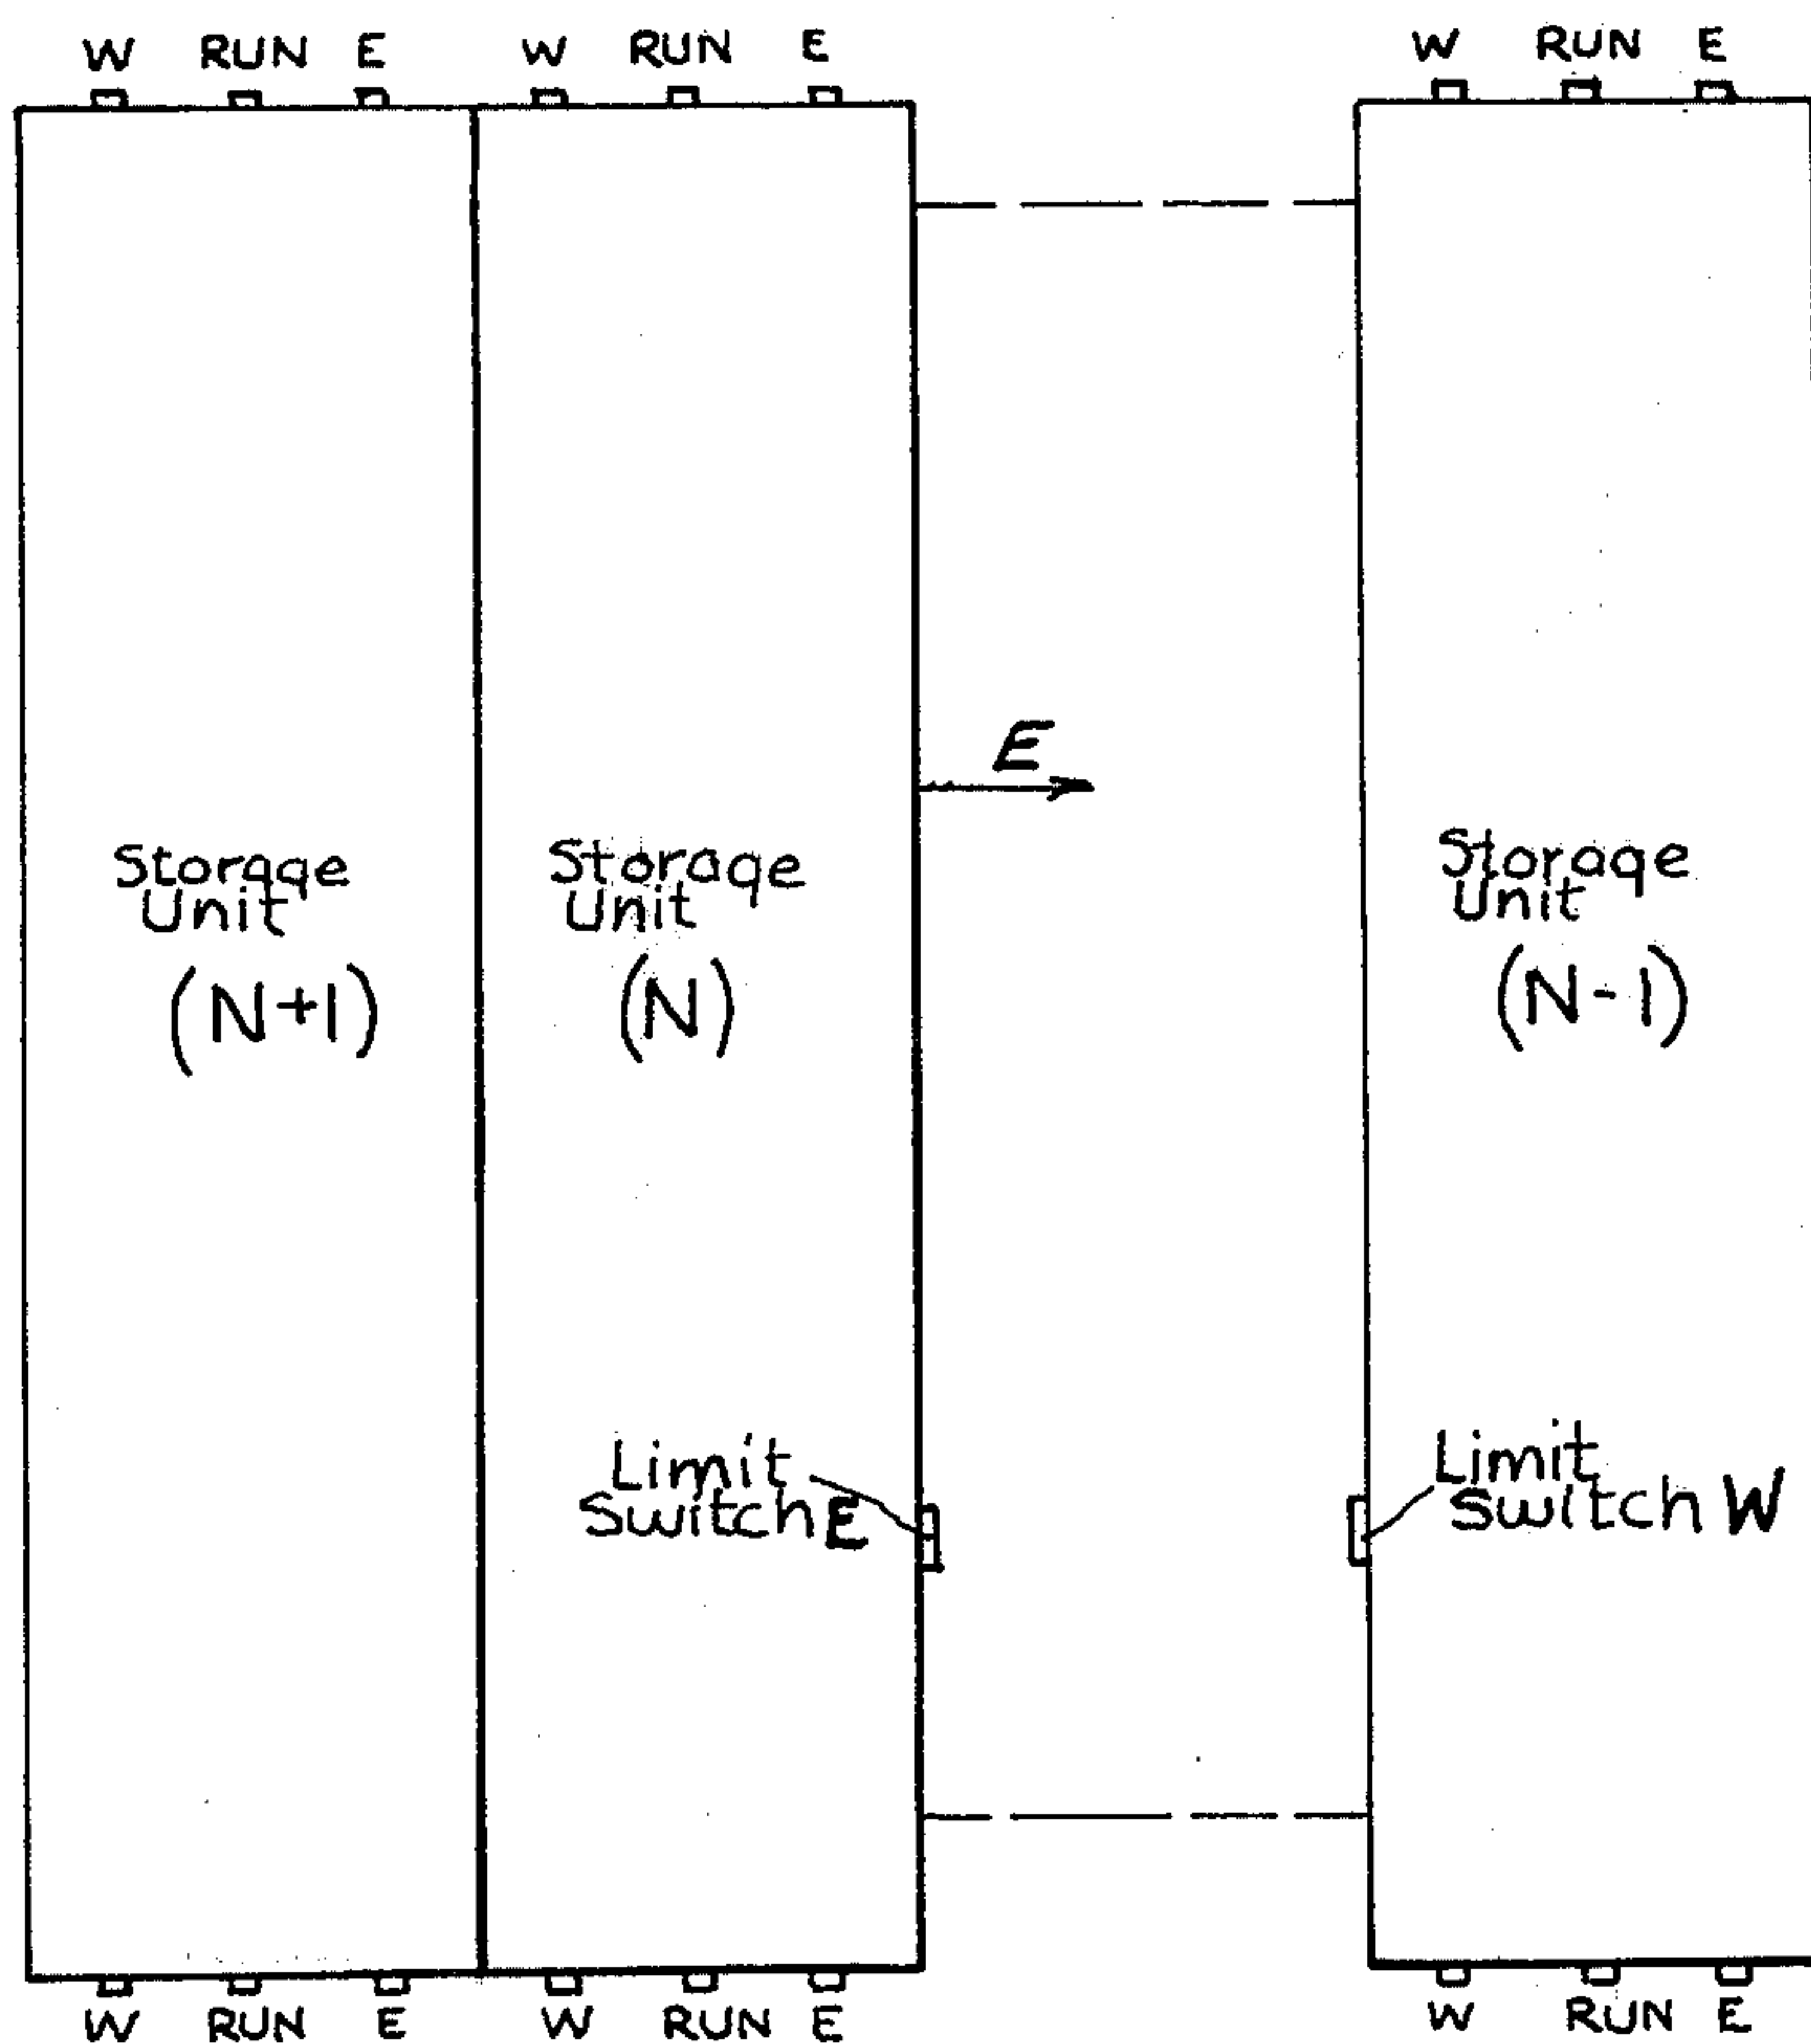 W RUN E W RUN E W RUN E
E
Storage
Unit
(N+1)
Storage
Unit
(N)
Storage
Unit
(N-1)
Limit
Switch E
Limit
Switch W
W RUN E W RUN E W RUN E